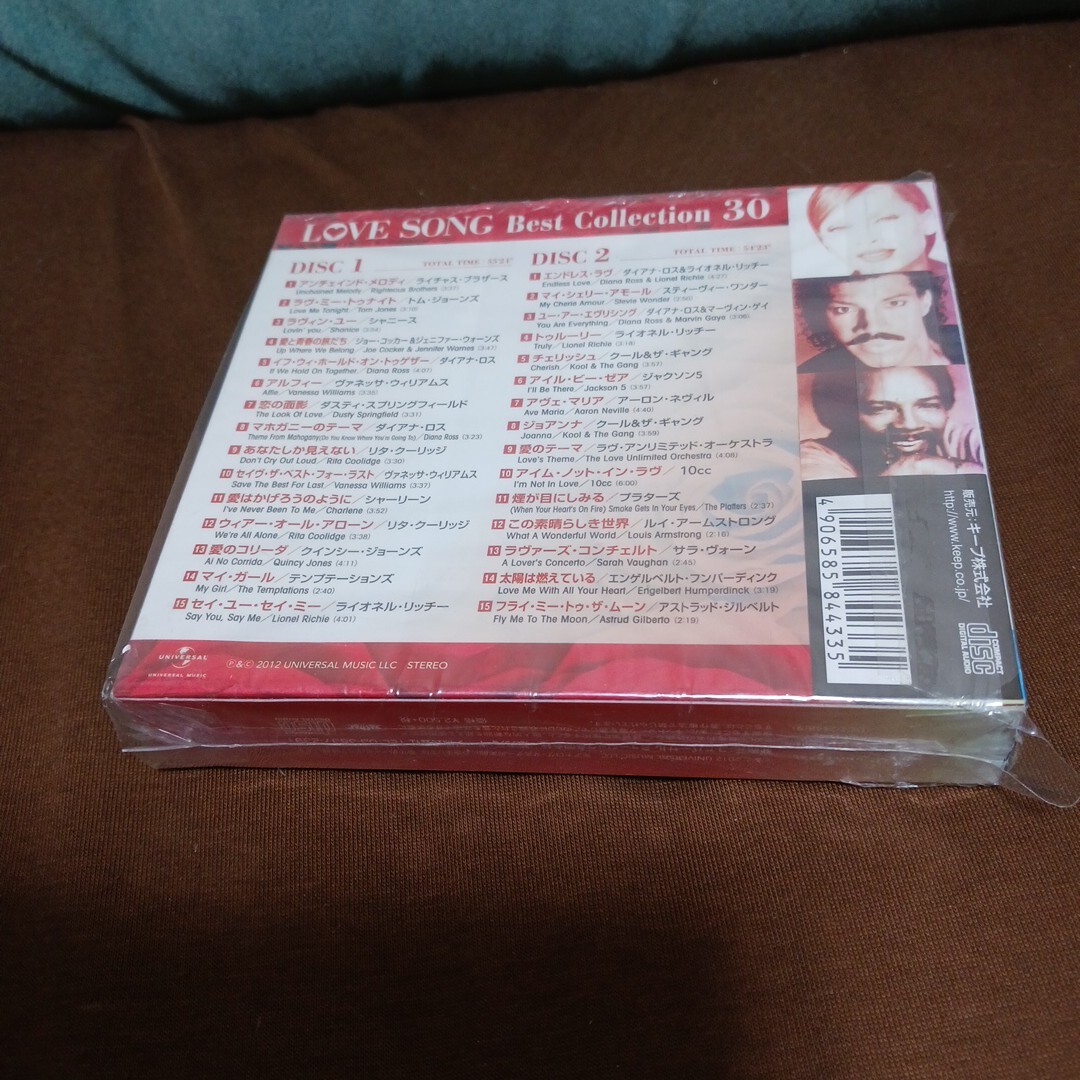 LOVE SONG Best Collection 30
DISC 1 TOTAL TIME
1 アンチェインド・メロディ/ライチャス・ブラザース
Unchained Melody/Righteous Brothers
2 ラヴ・ミー・トゥナイト/トム・ジョーンズ
Love Me Tonight/Tom Jones
3 ラヴィン・ユー/シャニース
Lovin' you/Shanice
4 愛と青春の旅だち/ジョー・コッカー&ジェニファー・ウォーンズ
Up Where We Belong/Joe Cocker & Jennifer Warnes
5 イフ・ウィ・ホールド・オン・トゥゲザー/ダイアナ・ロス
If We Hold On Together/Diana Ross (4:07)
6 アルフィー/ヴァネッサ・ウィリアムス
Alfie/Vanessa Williams
7 恋の面影/ダスティ・スプリングフィールド
The Look Of Love/Dusty Springfield (3:31)
8 マホガニーのテーマ/ダイアナ・ロス
Theme From Mahogany(Do You Know Where You're Going To)/Diana Ross (3:23)
9 あなたしか見えない/リタ・クーリッジ
Don't Cry Out Loud/Rita Coolidge (3:30)
10 セイヴ・ザ・ベスト・フォー・ラスト/ヴァネッサ・ウィリアムス
Save The Best For Last/Vanessa Williams (3:37)
11 愛はかげろうのように/シャーリーン
I've Never Been To Me/Charlene (3:52)
12 ウィアー・オール・アローン/リタ・クーリッジ
We're All Alone/Rita Coolidge (3:38)
13 愛のコリーダ/クインシー・ジョーンズ
Ai No Corrida/Quincy Jones (4:11)
14 マイ・ガール/テンプテーションズ
My Girl/The Temptations (2:40)
15 セイ・ユー・セイ・ミー/ライオネル・リッチー
Say You, Say Me/Lionel Richie (4:01)
DISC 2 TOTAL TIME
1 エンドレス・ラヴ/ダイアナ・ロス&ライオネル・リッチー
Endless Love/Diana Ross & Lionel Richie
2 マイ・シェリー・アモール/スティーヴィー・ワンダー
My Cherie Amour/Stevie Wonder
3 ユー・アー・エヴリシング/ダイアナ・ロス&マーヴィン・ゲイ
You Are Everything/Diana Ross & Marvin Gaye
4 トゥルーリー/ライオネル・リッチー
Truly/Lionel Richie (3:18)
5 チェリッシュ/クール&ザ・ギャング
Cherish/Kool & The Gang (3:57)
6 アイル・ビー・ゼア/ジャクソン5
I'll Be There/Jackson 5 (3:57)
7 アヴェ・マリア/アーロン・ネヴィル
Ave Maria/Aaron Neville (4:40)
8 ジョアンナ/クール&ザ・ギャング
Joanna/Kool & The Gang (3:59)
9 愛のテーマ/ラヴ・アンリミテッド・オーケストラ
Love's Theme/The Love Unlimited Orchestra (4:08)
10 アイム・ノット・イン・ラヴ/10cc
I'm Not In Love/10cc (6:00)
11 煙が目にしみる/プラターズ
(When Your Heart's On Fire) Smoke Gets In Your Eyes/The Platters (2:37)
12 この素晴らしき世界/ルイ・アームストロング
What A Wonderful World/Louis Armstrong (2:18)
13 ラヴァーズ・コンチェルト/サラ・ヴォーン
A Lover's Concerto/Sarah Vaughan (2:45)
14 太陽は燃えている/エンゲルベルト・フンパーディンク
Love Me With All Your Heart/Engelbert Humperdinck (3:19)
15 フライ・ミー・トゥ・ザ・ムーン/アストラッド・ジルベルト
Fly Me To The Moon/Astrud Gilberto (2:19)
UNIVERSAL
UNIVERSAL MUSIC
℗&© 2012 UNIVERSAL MUSIC LLC STEREO
4906585844335
販売元:キープ株式会社
http://www.keep.co.jp/
COMPACT
disc
DIGITAL AUDIO